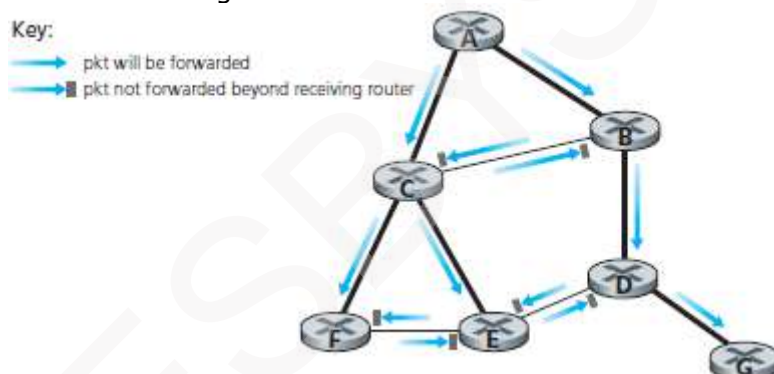 Key:
pkt will be forwarded
pkt not forwarded beyond receiving router
A
B
C
D
F
E
G